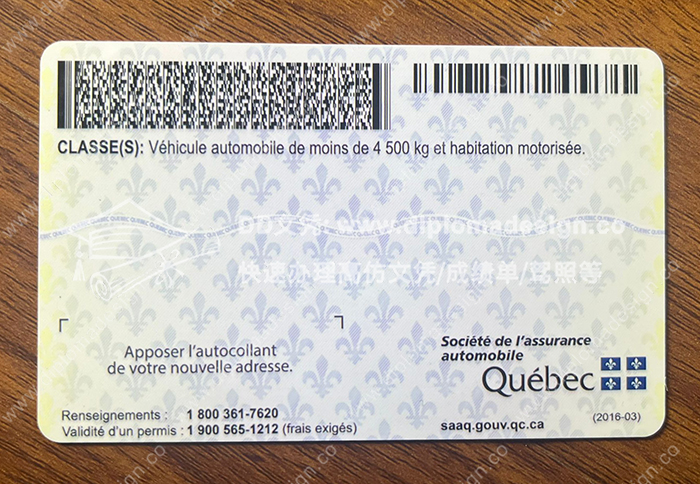 CLASSE(S): Véhicule automobile de moins de 4 500 kg et habitation motorisée.
DD文凭: www.diplomdesign.co
快速办理高仿文凭/成绩单/驾照等
Apposer l'autocollant
de votre nouvelle adresse.
Société de l'assurance
automobile
Québec
Renseignements : 1 800 361-7620
Validité d'un permis : 1 900 565-1212 (frais exigés)
(2016-03)
saaq.gouv.qc.ca